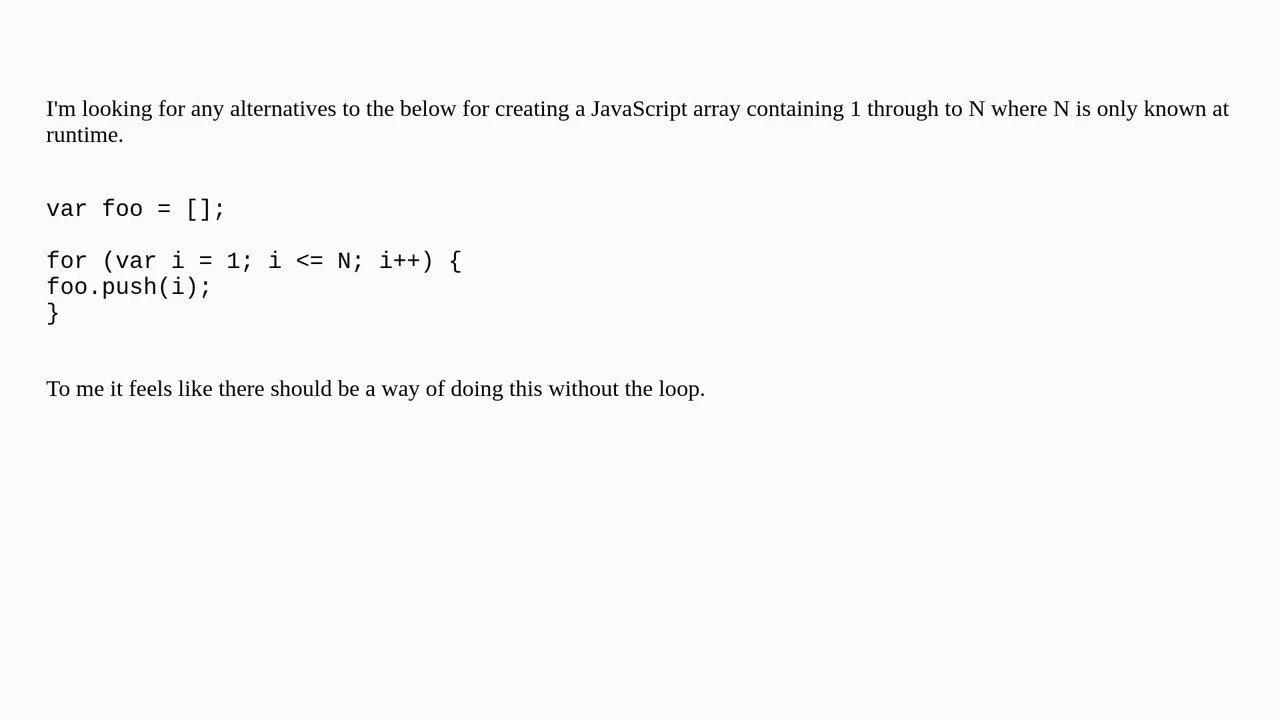 I'm looking for any alternatives to the below for creating a JavaScript array containing 1 through to N where N is only known at
runtime.
var foo = [];
for (var i = 1; i <= N; i++) {
foo.push(i);
}
To me it feels like there should be a way of doing this without the loop.